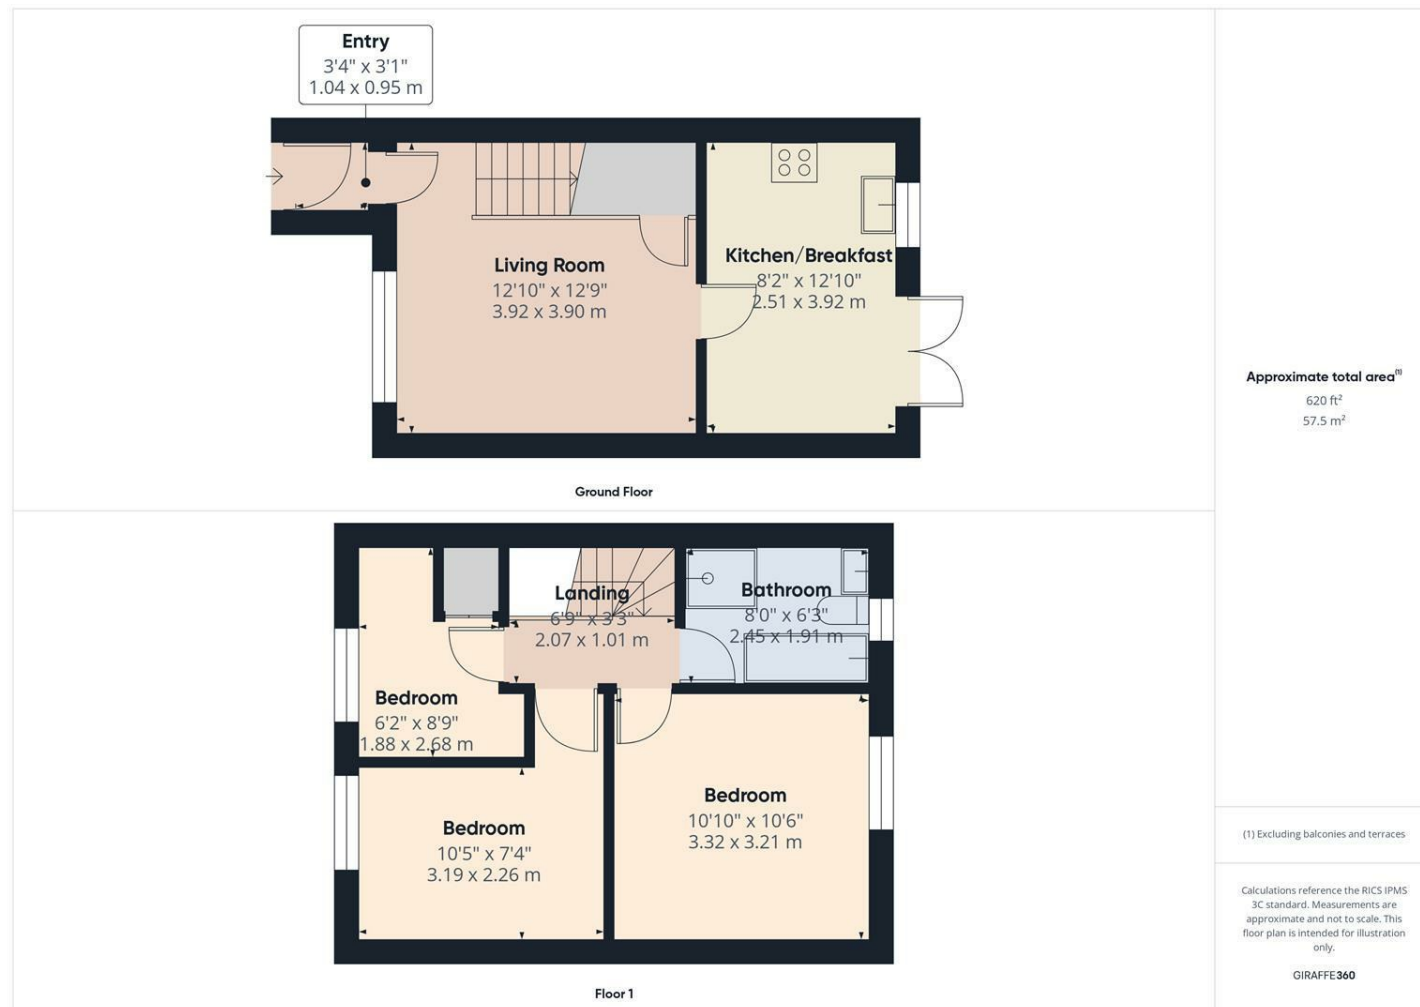 Entry
3'4" x 3'1"
1.04 x 0.95 m
Living Room
12'10" x 12'9"
3.92 x 3.90 m
Kitchen/Breakfast
8'2" x 12'10"
2.51 x 3.92 m
Ground Floor
Landing
6'9" x 3'3"
2.07 x 1.01 m
Bathroom
8'0" x 6'3"
2.45 x 1.91 m
Bedroom
6'2" x 8'9"
1.88 x 2.68 m
Bedroom
10'5" x 7'4"
3.19 x 2.26 m
Bedroom
10'10" x 10'6"
3.32 x 3.21 m
Floor 1
Approximate total area(1)
620 ft²
57.5 m²
(1) Excluding balconies and terraces
Calculations reference the RICS IPMS
3C standard. Measurements are
approximate and not to scale. This
floor plan is intended for illustration
only.
GIRAFFE360